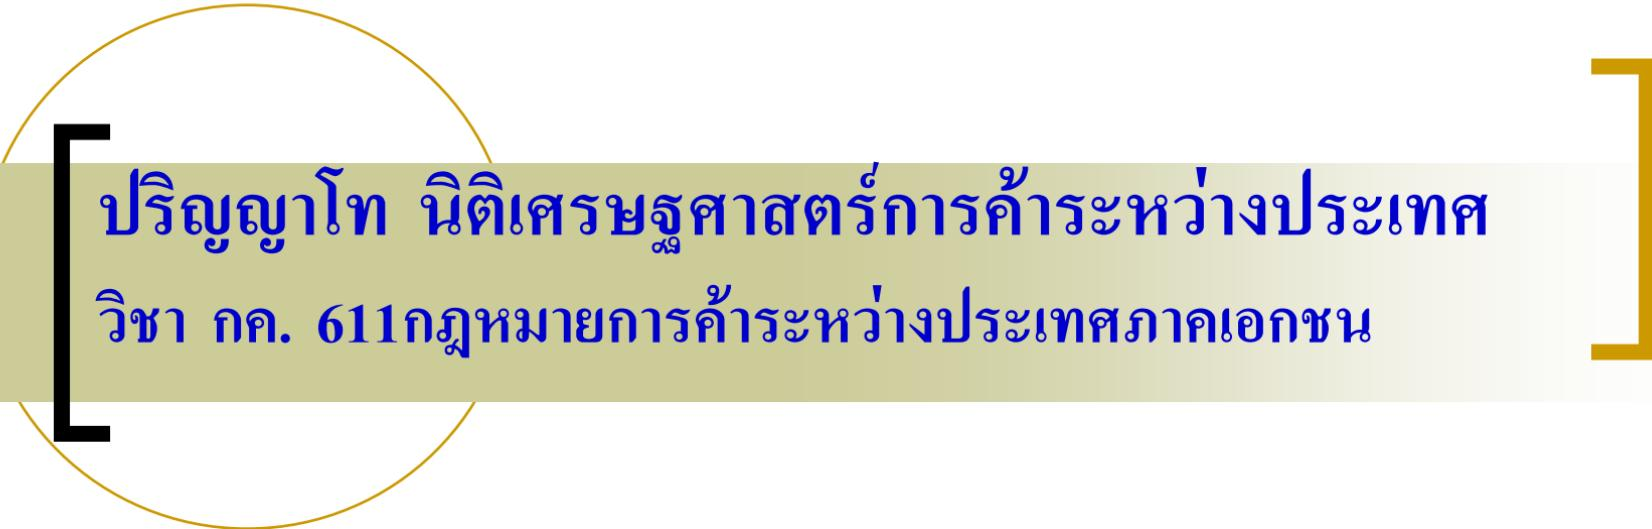 ปริญญาโท นิติเศรษฐศาสตร์การค้าระหว่างประเทศ
วิชา กค. 611กฎหมายการค้าระหว่างประเทศภาคเอกชน